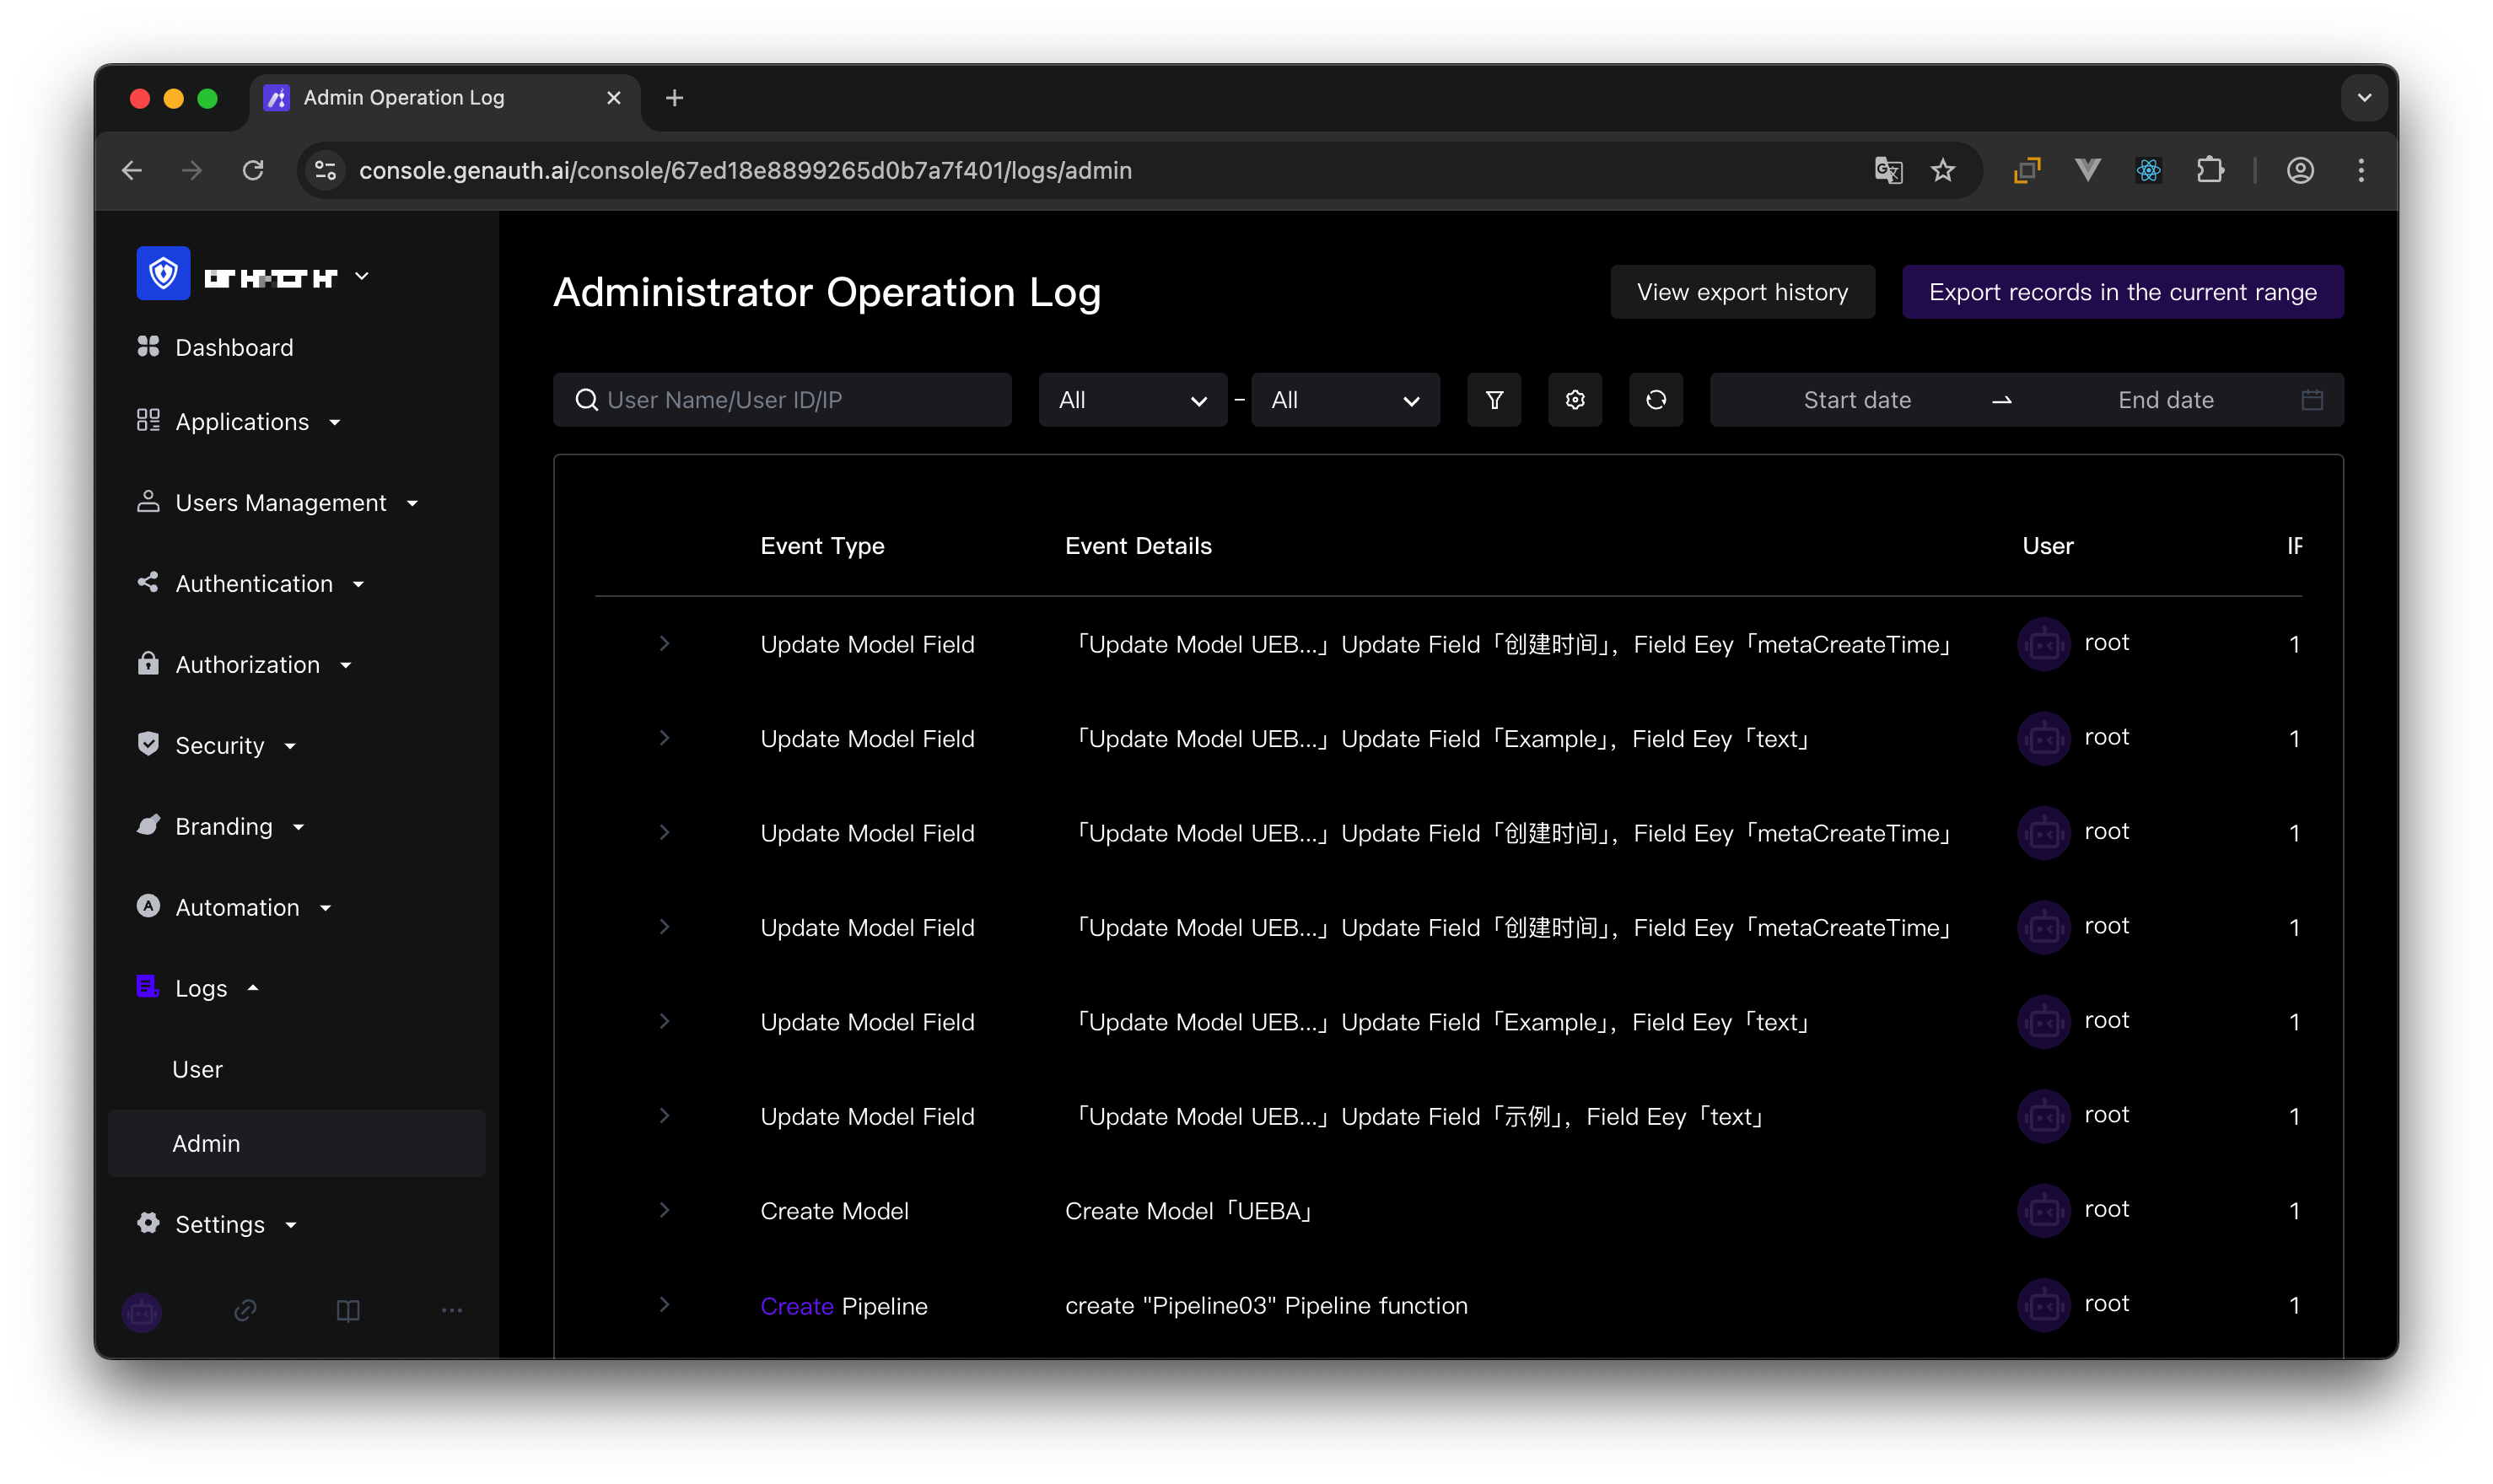 Admin Operation Log
console.genauth.ai/console/67ed18e8899265d0b7a7f401/logs/admin
Dashboard
Applications
Users Management
Authentication
Authorization
Security
Branding
Automation
Logs
User
Admin
Settings
Administrator Operation Log
View export history
Export records in the current range
User Name/User ID/IP
All
–
All
Start date
End date
Event Type Event Details User
Update Model Field 「Update Model UEB...」Update Field「创建时间」，Field Eey「metaCreateTime」 root 1
Update Model Field 「Update Model UEB...」Update Field「Example」，Field Eey「text」 root 1
Update Model Field 「Update Model UEB...」Update Field「创建时间」，Field Eey「metaCreateTime」 root 1
Update Model Field 「Update Model UEB...」Update Field「创建时间」，Field Eey「metaCreateTime」 root 1
Update Model Field 「Update Model UEB...」Update Field「Example」，Field Eey「text」 root 1
Update Model Field 「Update Model UEB...」Update Field「示例」，Field Eey「text」 root 1
Create Model Create Model「UEBA」 root 1
Create Pipeline create "Pipeline03" Pipeline function root 1